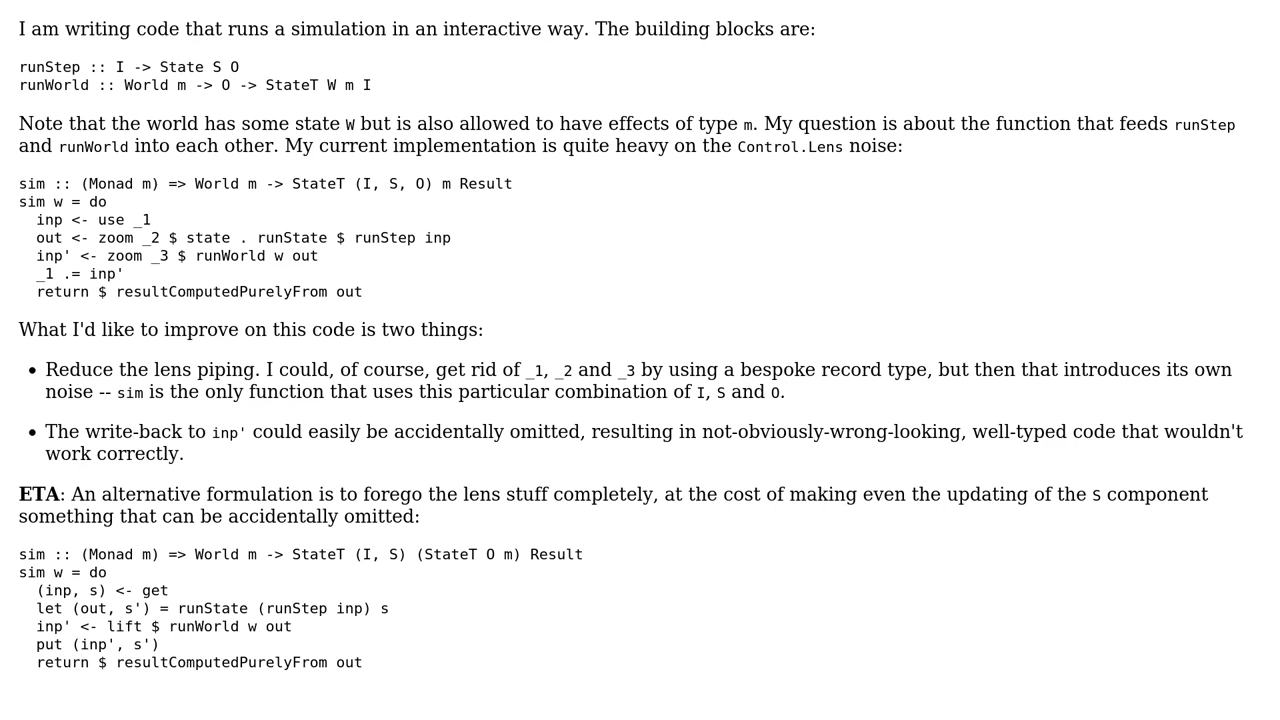 I am writing code that runs a simulation in an interactive way. The building blocks are:
runStep :: I -> State S O
runWorld :: World m -> O -> StateT W m I
Note that the world has some state W but is also allowed to have effects of type m. My question is about the function that feeds runStep
and runWorld into each other. My current implementation is quite heavy on the Control.Lens noise:
sim :: (Monad m) => World m -> StateT (I, S, O) m Result
sim w = do
  inp <- use _1
  out <- zoom _2 $ state . runState $ runStep inp
  inp' <- zoom _3 $ runWorld w out
  _1 .= inp'
  return $ resultComputedPurelyFrom out
What I'd like to improve on this code is two things:
• Reduce the lens piping. I could, of course, get rid of _1, _2 and _3 by using a bespoke record type, but then that introduces its own
noise -- sim is the only function that uses this particular combination of I, S and O.
• The write-back to inp' could easily be accidentally omitted, resulting in not-obviously-wrong-looking, well-typed code that wouldn't
work correctly.
ETA: An alternative formulation is to forego the lens stuff completely, at the cost of making even the updating of the S component
something that can be accidentally omitted:
sim :: (Monad m) => World m -> StateT (I, S) (StateT O m) Result
sim w = do
  (inp, s) <- get
  let (out, s') = runState (runStep inp) s
  inp' <- lift $ runWorld w out
  put (inp', s')
  return $ resultComputedPurelyFrom out